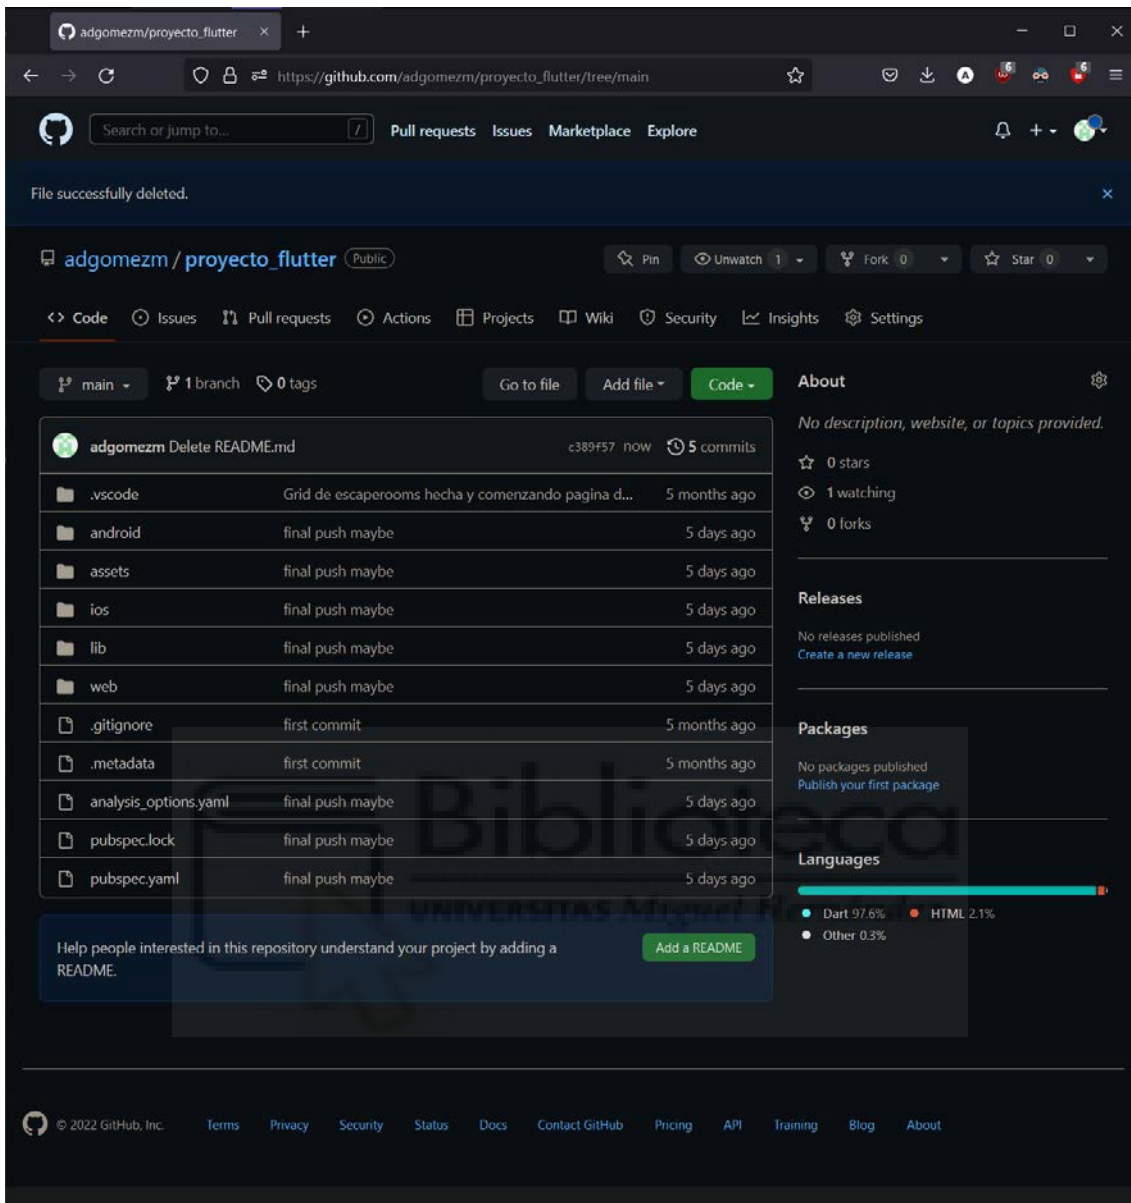 adgomezm/proyecto_flutter
https://github.com/adgomezm/proyecto_flutter/tree/main
A 6 6
Search or jump to... / Pull requests Issues Marketplace Explore
File successfully deleted.
adgomezm / proyecto_flutter Public
Pin Unwatch 1 Fork 0 Star 0
Code Issues Pull requests Actions Projects Wiki Security Insights Settings
main 1 branch 0 tags Go to file Add file Code
adgomezm Delete README.md c389f57 now 5 commits
.vscode Grid de escaperooms hecha y comenzando pagina d... 5 months ago
android final push maybe 5 days ago
assets final push maybe 5 days ago
ios final push maybe 5 days ago
lib final push maybe 5 days ago
web final push maybe 5 days ago
.gitignore first commit 5 months ago
.metadata first commit 5 months ago
analysis_options.yaml final push maybe 5 days ago
pubspec.lock final push maybe 5 days ago
pubspec.yaml final push maybe 5 days ago
Help people interested in this repository understand your project by adding a
README.
Add a README
About
No description, website, or topics provided.
0 stars
1 watching
0 forks
Releases
No releases published
Create a new release
Packages
No packages published
Publish your first package
Languages
Dart 97.6% HTML 2.1%
Other 0.3%
Biblioteca
UNIVERSITAS Miguel Hernández
© 2022 GitHub, Inc. Terms Privacy Security Status Docs Contact GitHub Pricing API Training Blog About